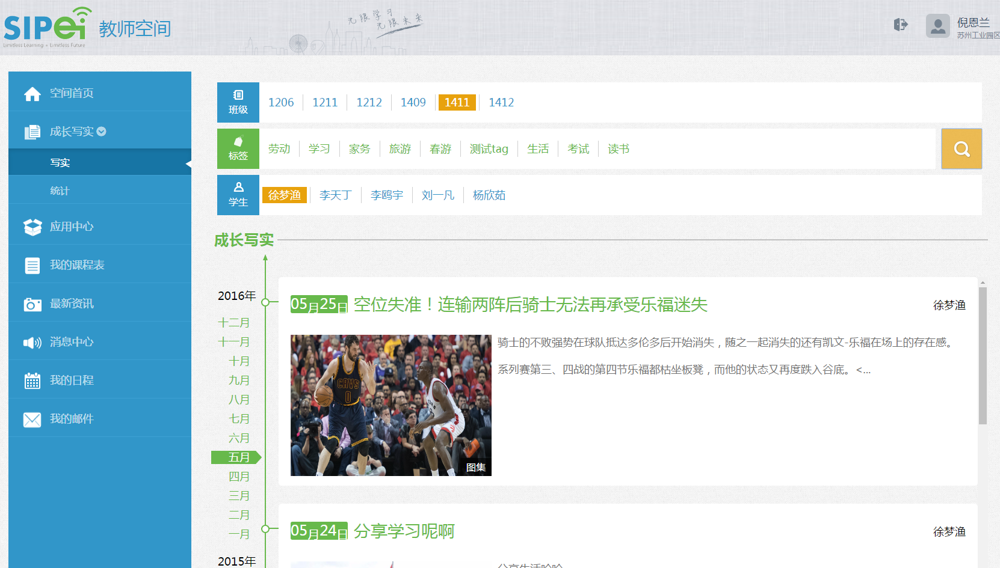 SIPei
Limitless Learning + Limitless Future
教师空间
无限学习
无限未来
倪恩兰
苏州工业园区
空间首页
成长写实
写实
统计
应用中心
我的课程表
最新资讯
消息中心
我的日程
我的邮件
班级
1206 1211 1212 1409 1411 1412
标签
劳动 学习 家务 旅游 春游 测试tag 生活 考试 读书
学生
徐梦渔 李天丁 李鸥宇 刘一凡 杨欣茹
成长写实
2016年
十二月
十一月
十月
九月
八月
七月
六月
五月
四月
三月
二月
一月
2015年
05月25日 空位失准！连输两阵后骑士无法再承受乐福迷失
徐梦渔
骑士的不败强势在球队抵达多伦多后开始消失，随之一起消失的还有凯文-乐福在场上的存在感。
系列赛第三、四战的第四节乐福都枯坐板凳，而他的状态又再度跌入谷底。<...
CAVS
0
图集
05月24日 分享学习呢啊
徐梦渔
分享生活哈哈